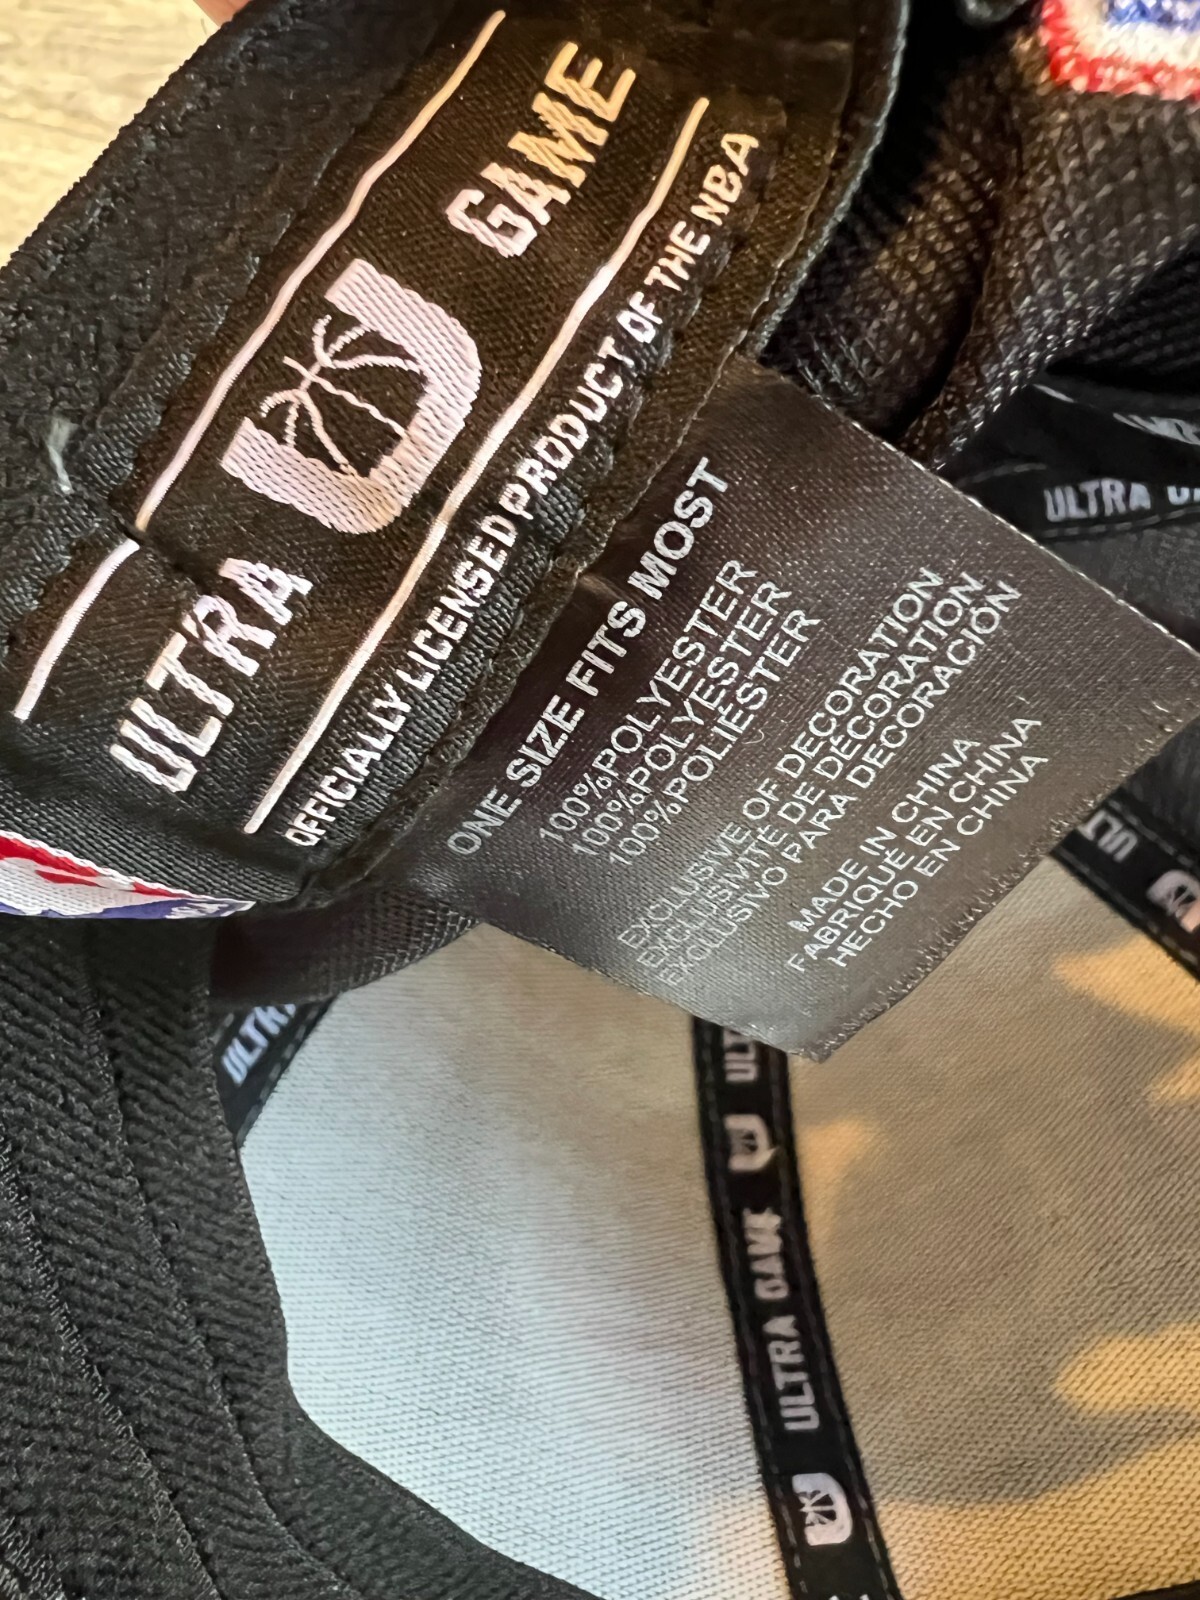 ULTRA GAME
OFFICIALLY LICENSED PRODUCT OF THE NBA
ONE SIZE FITS MOST
100%POLYESTER
100%POLYESTER
100%POLIESTER
EXCLUSIVE OF DECORATION
EXCLUSIVITÉ DE DÉCORATION
EXCLUSIVO PARA DECORACIÓN
MADE IN CHINA
FABRIQUÉ EN CHINA
HECHO EN CHINA
ULTRA
ULTRA GAME